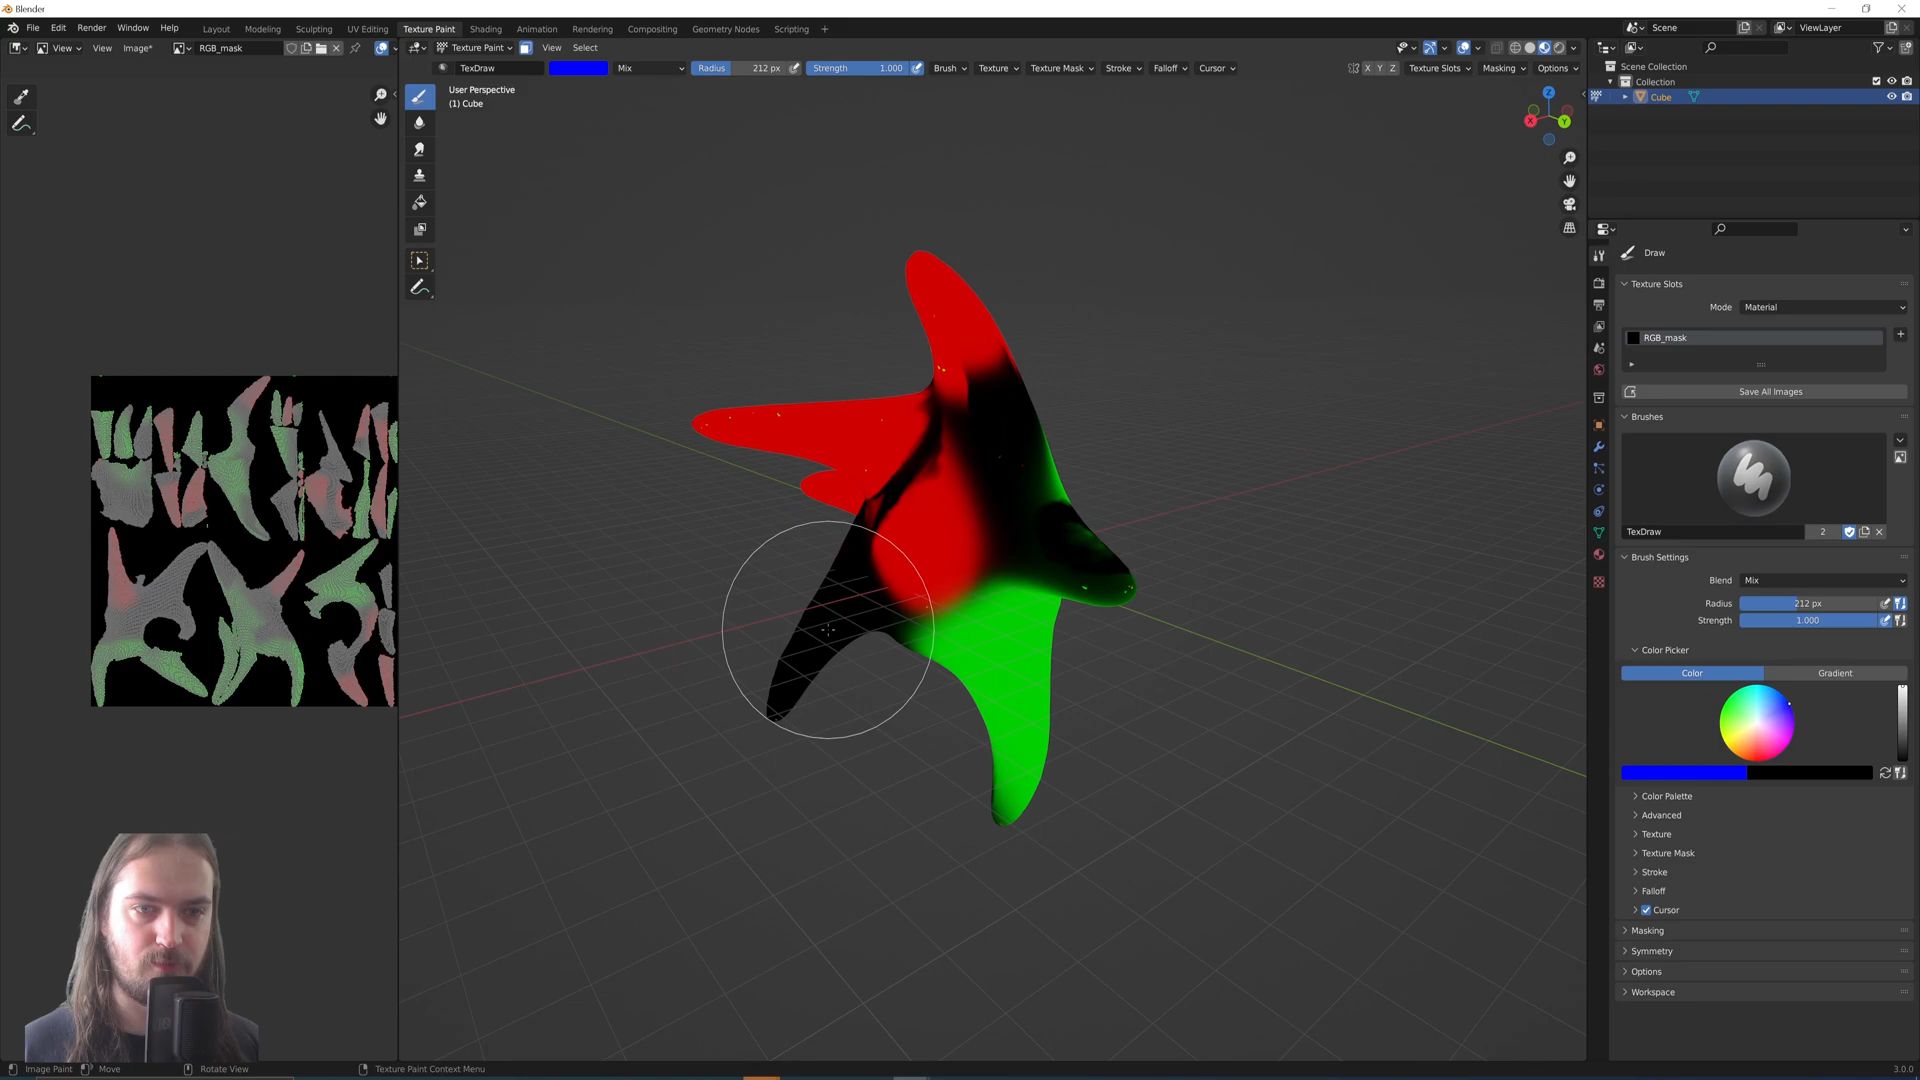 Blender
File Edit Render Window Help Layout Modeling Sculpting UV Editing Texture Paint Shading Animation Rendering Compositing Geometry Nodes Scripting + Scene ViewLayer
View View Image* RGB_mask Texture Paint View Select
TexDraw Mix Radius 212 px Strength 1.000 Brush Texture Texture Mask Stroke Falloff Cursor X Y Z Texture Slots Masking Options
User Perspective
(1) Cube
Z
X
Y
Scene Collection
Collection
Cube
Draw
Texture Slots
Mode Material
RGB_mask
Save All Images
Brushes
TexDraw 2
Brush Settings
Blend Mix
Radius 212 px
Strength 1.000
Color Picker
Color Gradient
Color Palette
Advanced
Texture
Texture Mask
Stroke
Falloff
Cursor
Masking
Symmetry
Options
Workspace
Image Paint Move Rotate View Texture Paint Context Menu 3.0.0